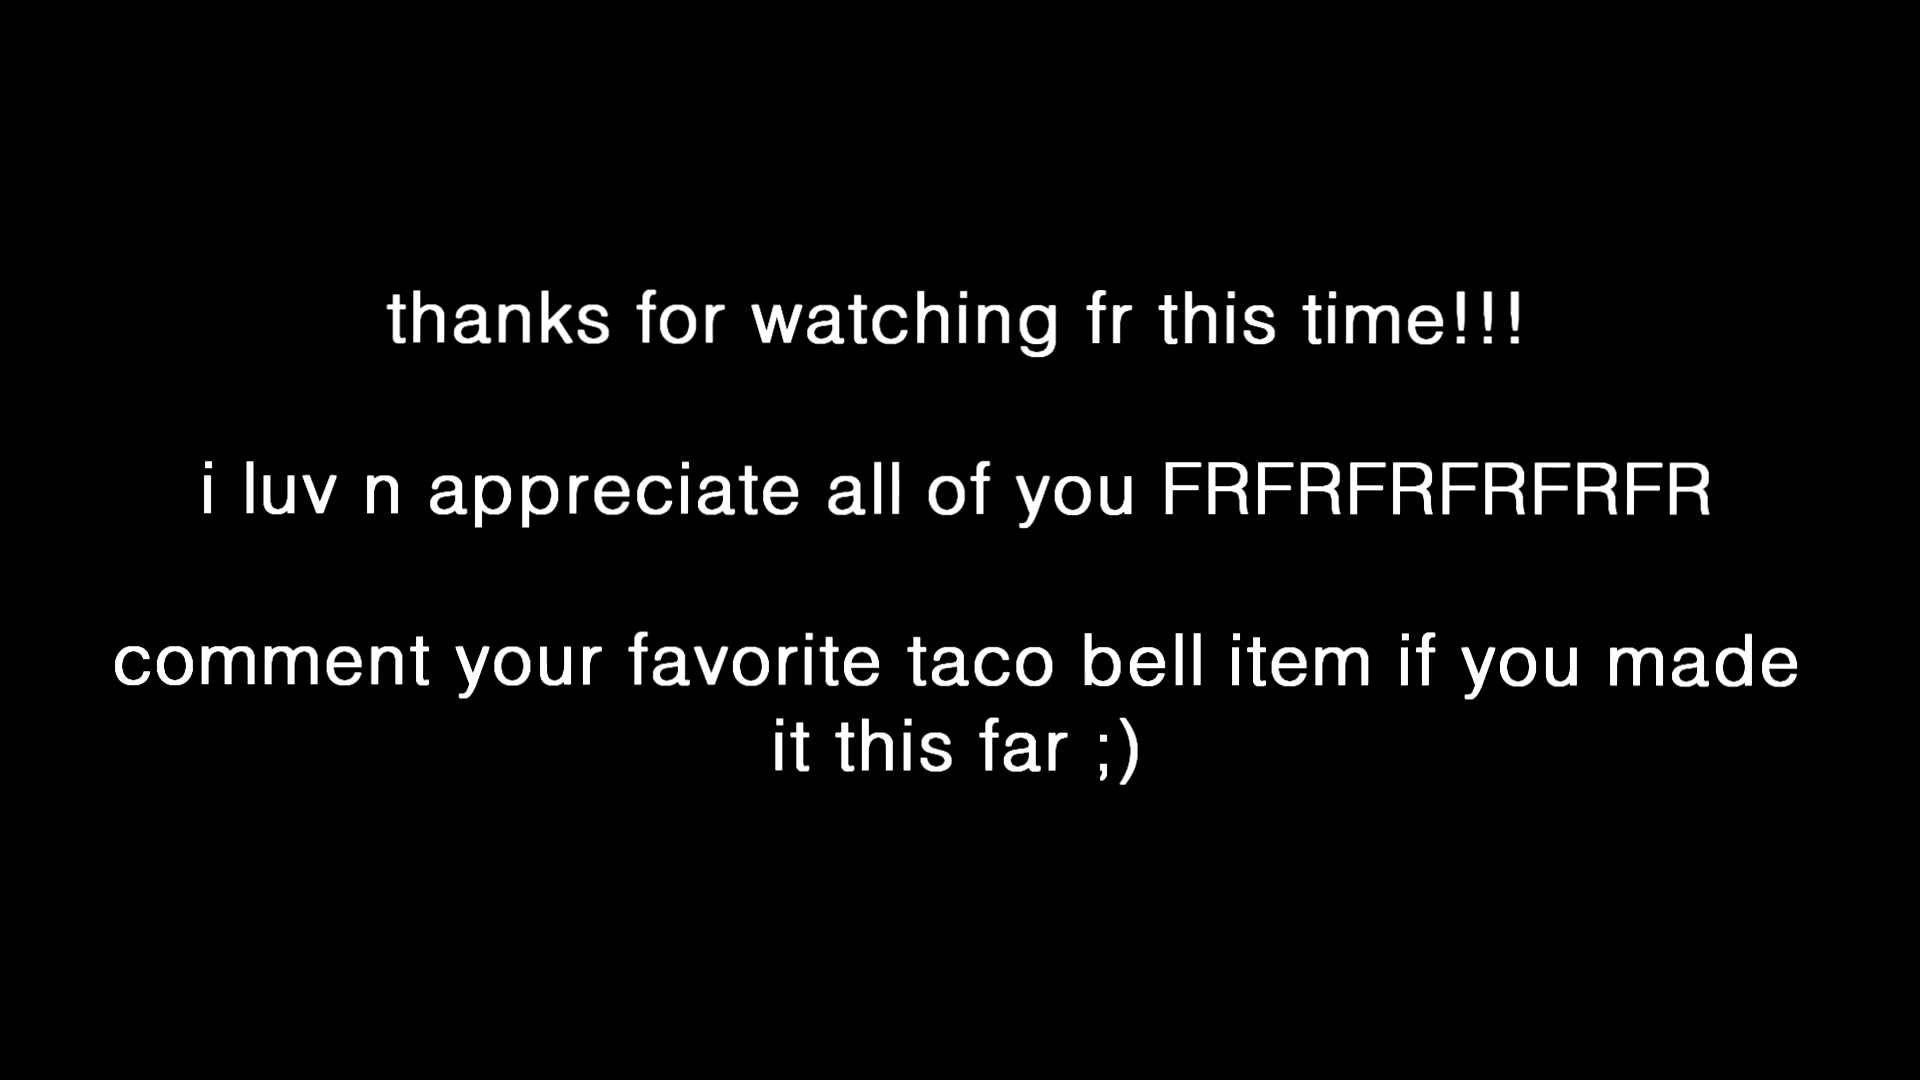 thanks for watching fr this time!!!
i luv n appreciate all of you FRFRFRFRFRFR
comment your favorite taco bell item if you made
it this far ;)